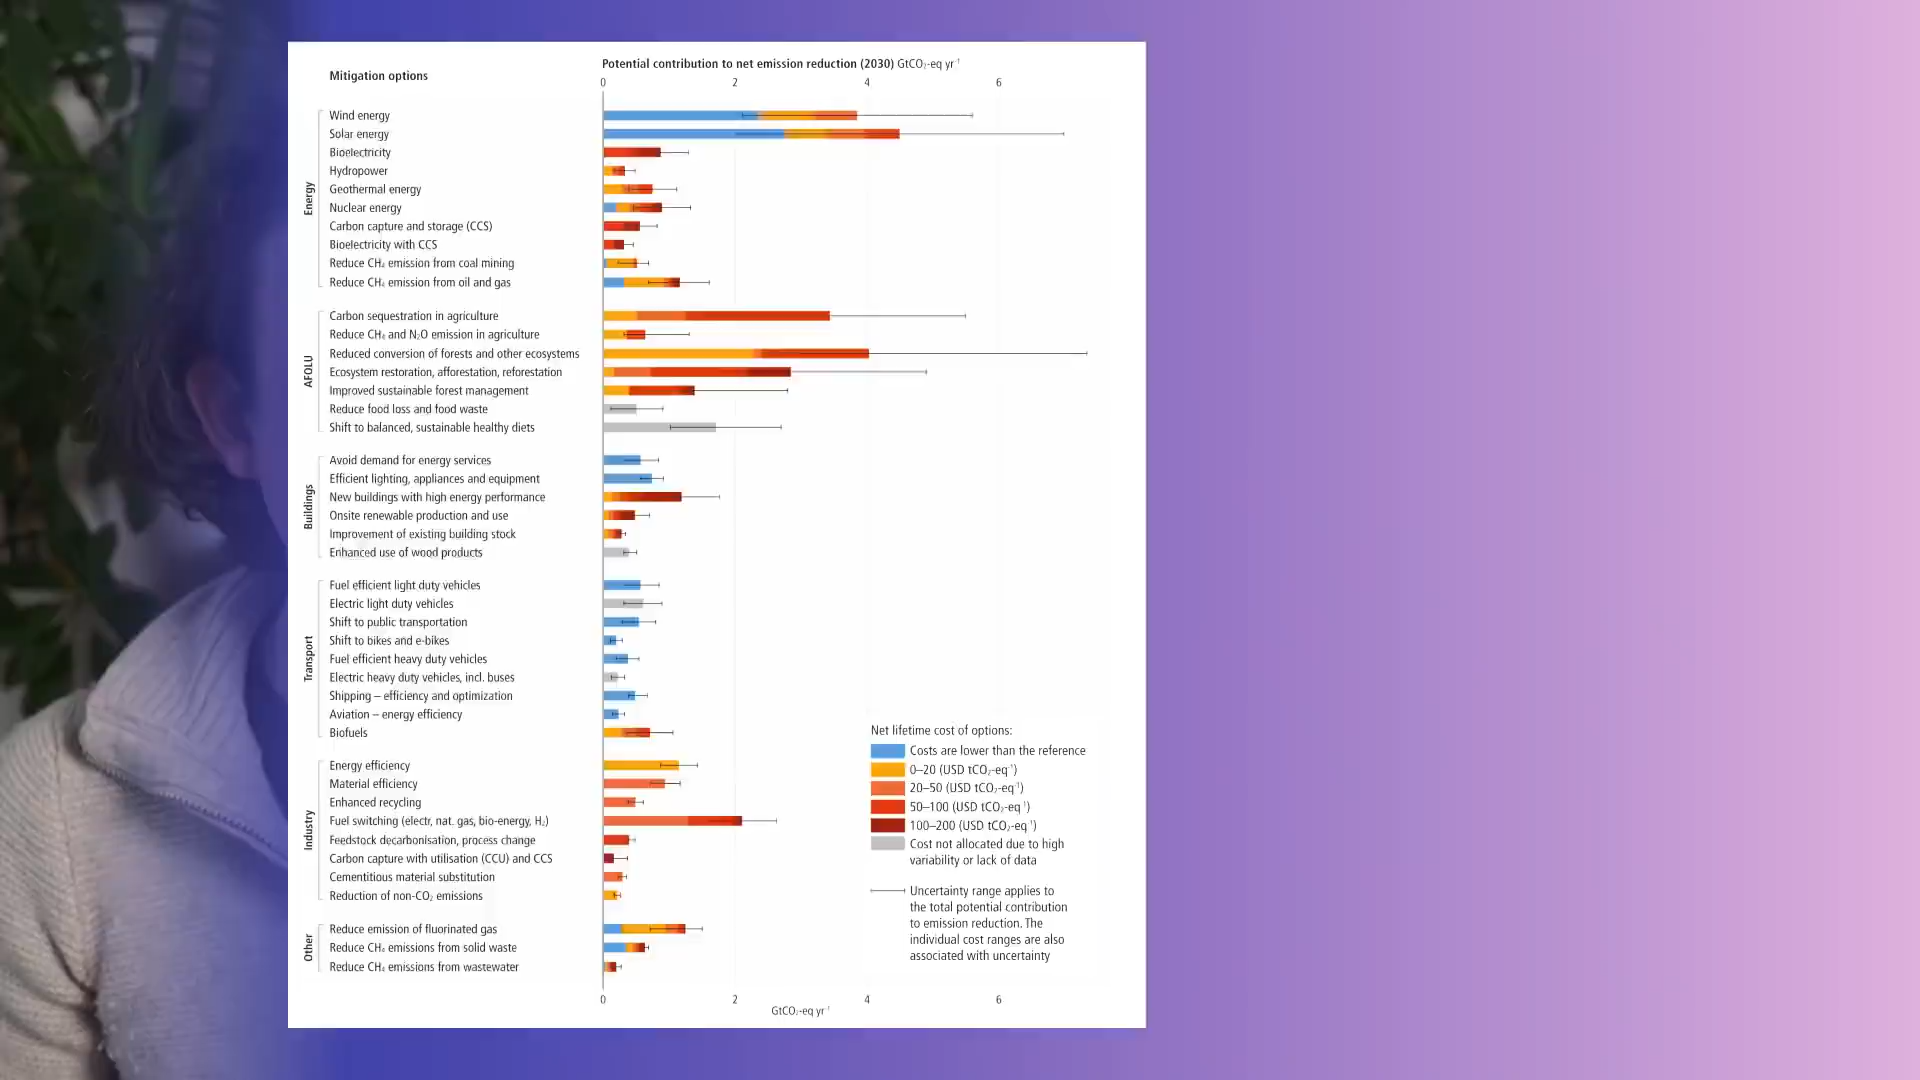 Mitigation options
Potential contribution to net emission reduction (2030) GtCO₂-eq yr⁻¹
0 2 4 6
Energy
Wind energy
Solar energy
Bioelectricity
Hydropower
Geothermal energy
Nuclear energy
Carbon capture and storage (CCS)
Bioelectricity with CCS
Reduce CH₄ emission from coal mining
Reduce CH₄ emission from oil and gas
AFOLU
Carbon sequestration in agriculture
Reduce CH₄ and N₂O emission in agriculture
Reduced conversion of forests and other ecosystems
Ecosystem restoration, afforestation, reforestation
Improved sustainable forest management
Reduce food loss and food waste
Shift to balanced, sustainable healthy diets
Buildings
Avoid demand for energy services
Efficient lighting, appliances and equipment
New buildings with high energy performance
Onsite renewable production and use
Improvement of existing building stock
Enhanced use of wood products
Transport
Fuel efficient light duty vehicles
Electric light duty vehicles
Shift to public transportation
Shift to bikes and e-bikes
Fuel efficient heavy duty vehicles
Electric heavy duty vehicles, incl. buses
Shipping – efficiency and optimization
Aviation – energy efficiency
Biofuels
Industry
Energy efficiency
Material efficiency
Enhanced recycling
Fuel switching (electr, nat. gas, bio-energy, H₂)
Feedstock decarbonisation, process change
Carbon capture with utilisation (CCU) and CCS
Cementitious material substitution
Reduction of non-CO₂ emissions
Other
Reduce emission of fluorinated gas
Reduce CH₄ emissions from solid waste
Reduce CH₄ emissions from wastewater
0 2 4 6
GtCO₂-eq yr⁻¹
Net lifetime cost of options:
Costs are lower than the reference
0–20 (USD tCO₂-eq⁻¹)
20–50 (USD tCO₂-eq⁻¹)
50–100 (USD tCO₂-eq⁻¹)
100–200 (USD tCO₂-eq⁻¹)
Cost not allocated due to high
variability or lack of data
Uncertainty range applies to
the total potential contribution
to emission reduction. The
individual cost ranges are also
associated with uncertainty